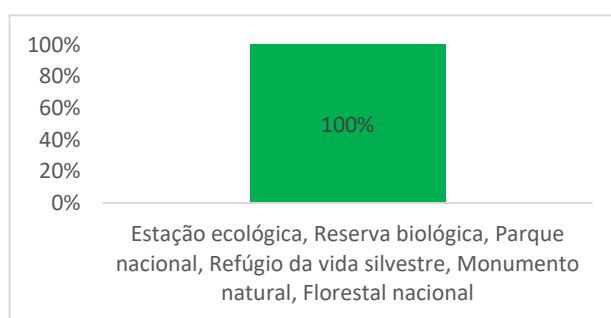 100%
80%
60%
40%
20%
0%
100%
Estação ecológica, Reserva biológica, Parque
nacional, Refúgio da vida silvestre, Monumento
natural, Florestal nacional